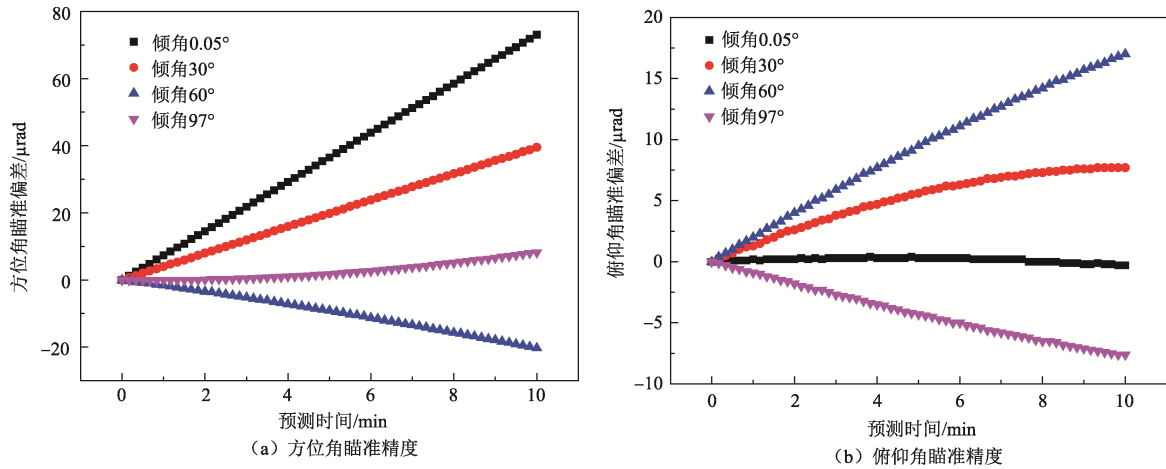 80
60
40
20
0
−20
方位角瞄准偏差/μrad
倾角0.05°
倾角30°
倾角60°
倾角97°
0 2 4 6 8 10
预测时间/min
（a）方位角瞄准精度
20
15
10
5
0
−5
−10
俯仰角瞄准偏差/μrad
倾角0.05°
倾角30°
倾角60°
倾角97°
0 2 4 6 8 10
预测时间/min
（b）俯仰角瞄准精度